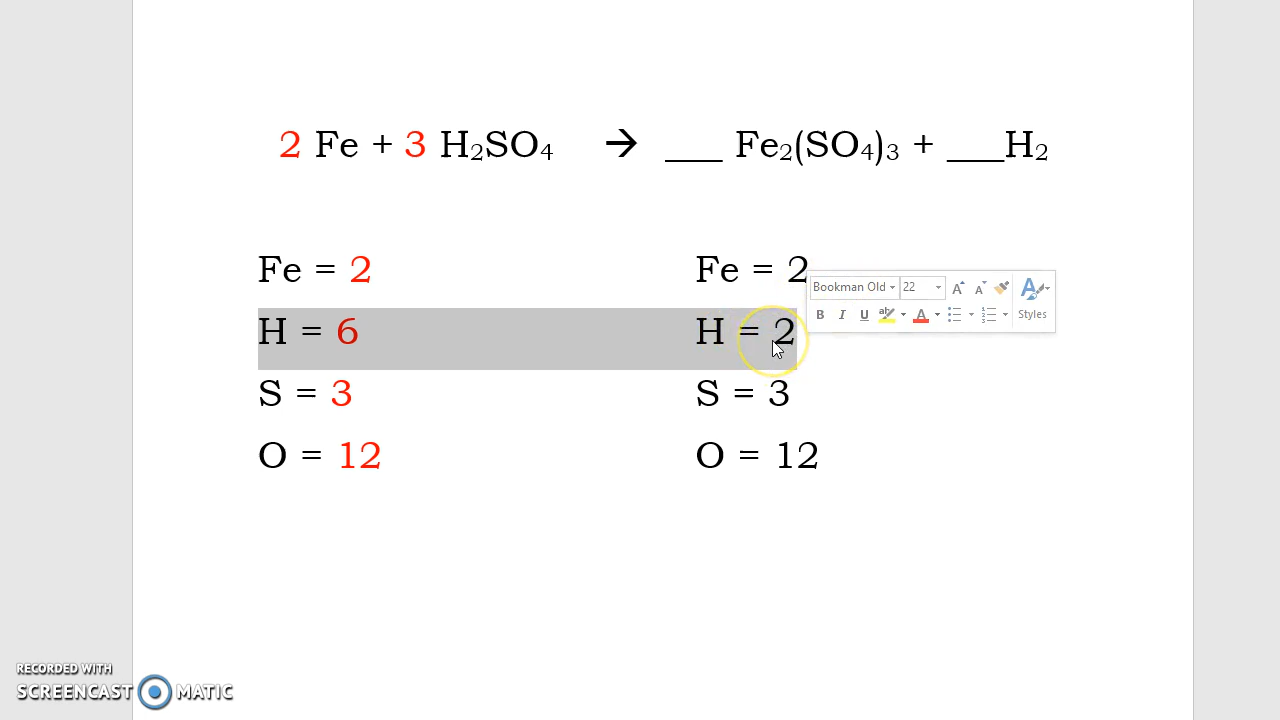 2 Fe + 3 H₂SO₄ → ___ Fe₂(SO₄)₃ + ___H₂
Fe = 2 Fe = 2
Bookman Old 22
Styles
H = 6 H = 2
S = 3 S = 3
O = 12 O = 12
RECORDED WITH
SCREENCAST MATIC